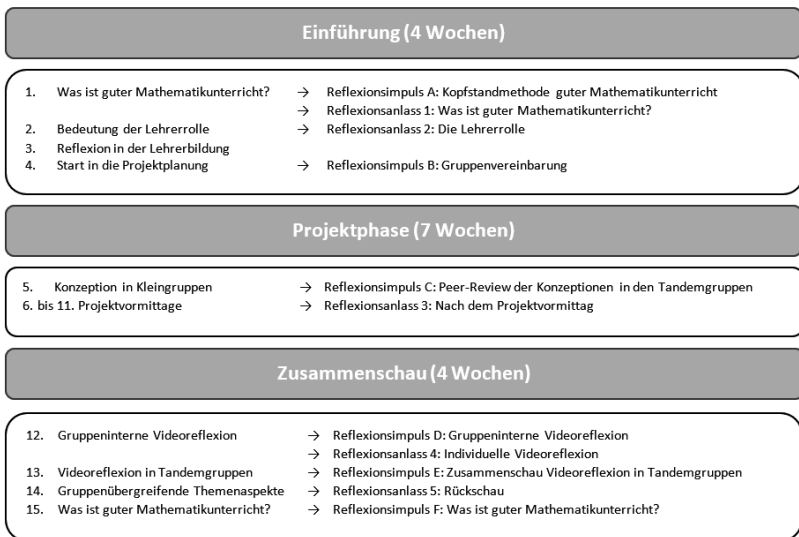 Einführung (4 Wochen)
1. Was ist guter Mathematikunterricht? → Reflexionsimpuls A: Kopfstandmethode guter Mathematikunterricht
→ Reflexionsanlass 1: Was ist guter Mathematikunterricht?
2. Bedeutung der Lehrerrolle → Reflexionsanlass 2: Die Lehrerrolle
3. Reflexion in der Lehrerbildung
4. Start in die Projektplanung → Reflexionsimpuls B: Gruppenvereinbarung
Projektphase (7 Wochen)
5. Konzeption in Kleingruppen → Reflexionsimpuls C: Peer-Review der Konzeptionen in den Tandemgruppen
6. bis 11. Projektvormittage → Reflexionsanlass 3: Nach dem Projektvormittag
Zusammenschau (4 Wochen)
12. Gruppeninterne Videoreflexion → Reflexionsimpuls D: Gruppeninterne Videoreflexion
→ Reflexionsanlass 4: Individuelle Videoreflexion
13. Videoreflexion in Tandemgruppen → Reflexionsimpuls E: Zusammenschau Videoreflexion in Tandemgruppen
14. Gruppenübergreifende Themenaspekte → Reflexionsanlass 5: Rückschau
15. Was ist guter Mathematikunterricht? → Reflexionsimpuls F: Was ist guter Mathematikunterricht?